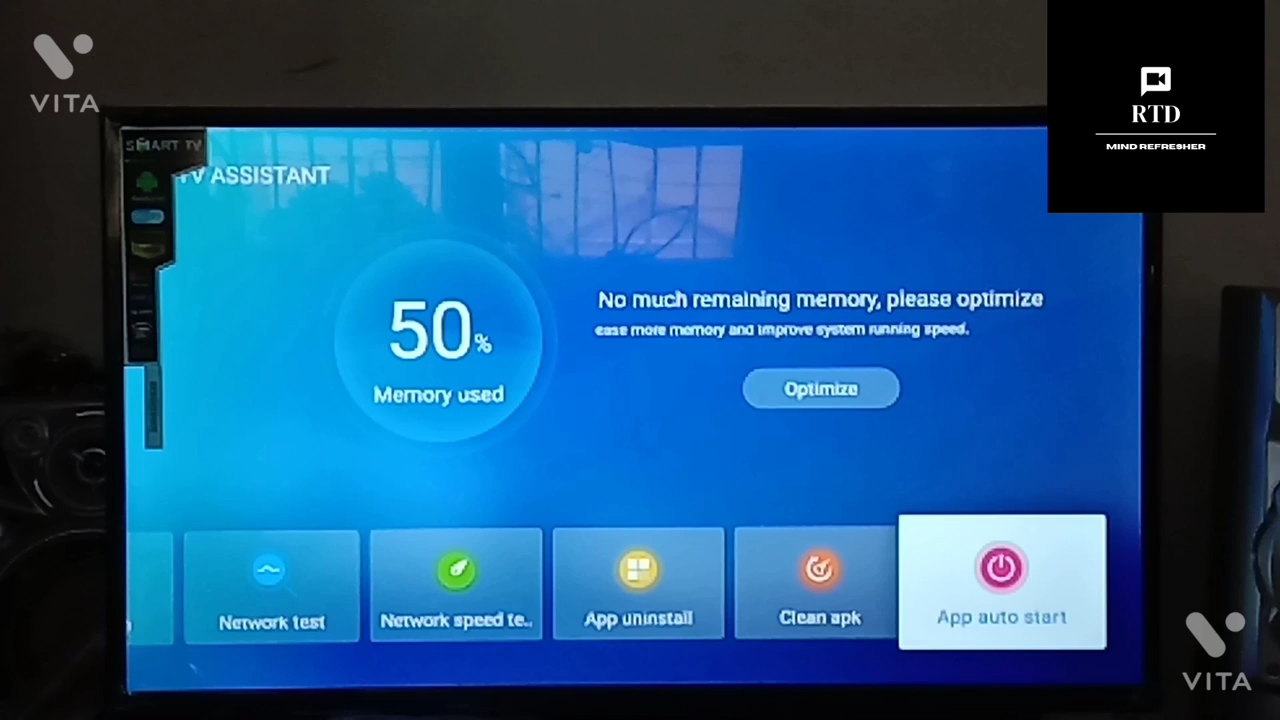 VITA
RTD
MIND REFRESHER
SMART TV
TV ASSISTANT
50%
Memory used
No much remaining memory, please optimize
ease more memory and improve system running speed.
Optimize
Network test
Network speed te..
App uninstall
Clean apk
App auto start
VITA